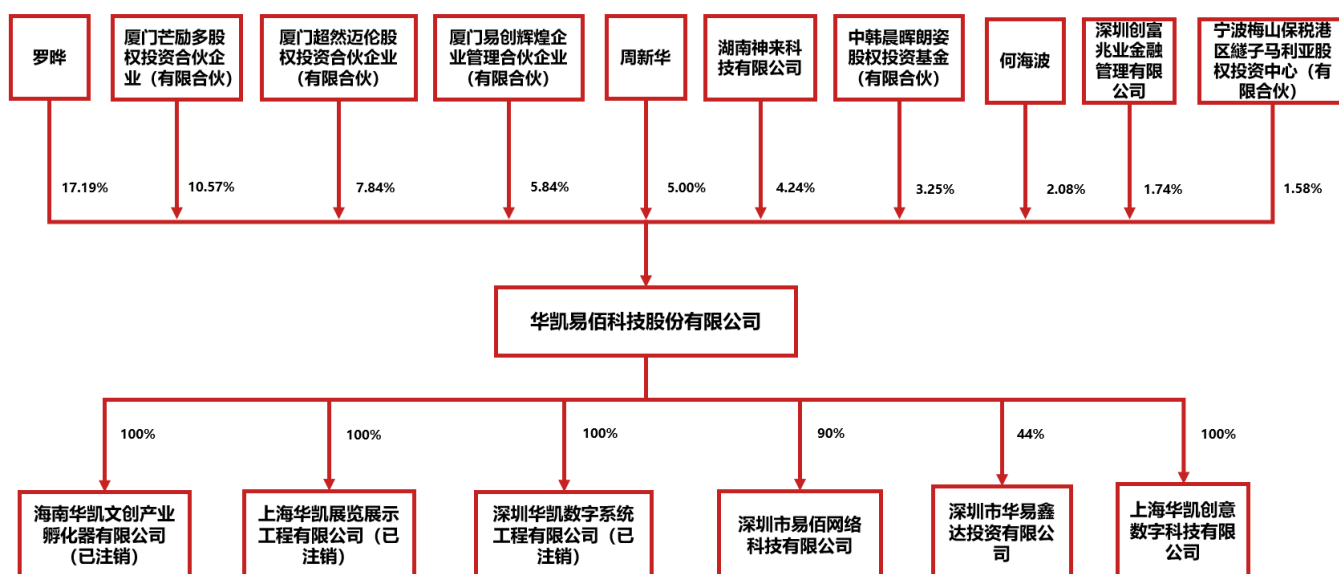 罗晔
厦门芒励多股
权投资合伙企
业（有限合伙）
厦门超然迈伦股
权投资合伙企业
（有限合伙）
厦门易创辉煌企
业管理合伙企业
（有限合伙）
周新华
湖南神来科
技有限公司
中韩晨晖朗姿
股权投资基金
（有限合伙）
何海波
深圳创富
兆业金融
管理有限
公司
宁波梅山保税港
区燧子马利亚股
权投资中心（有
限合伙）
17.19%
10.57%
7.84%
5.84%
5.00%
4.24%
3.25%
2.08%
1.74%
1.58%
华凯易佰科技股份有限公司
100%
100%
100%
90%
44%
100%
海南华凯文创产业
孵化器有限公司
（已注销）
上海华凯展览展示
工程有限公司（已
注销）
深圳华凯数字系统
工程有限公司（已
注销）
深圳市易佰网络
科技有限公司
深圳市华易鑫
达投资有限公
司
上海华凯创意
数字科技有限
公司